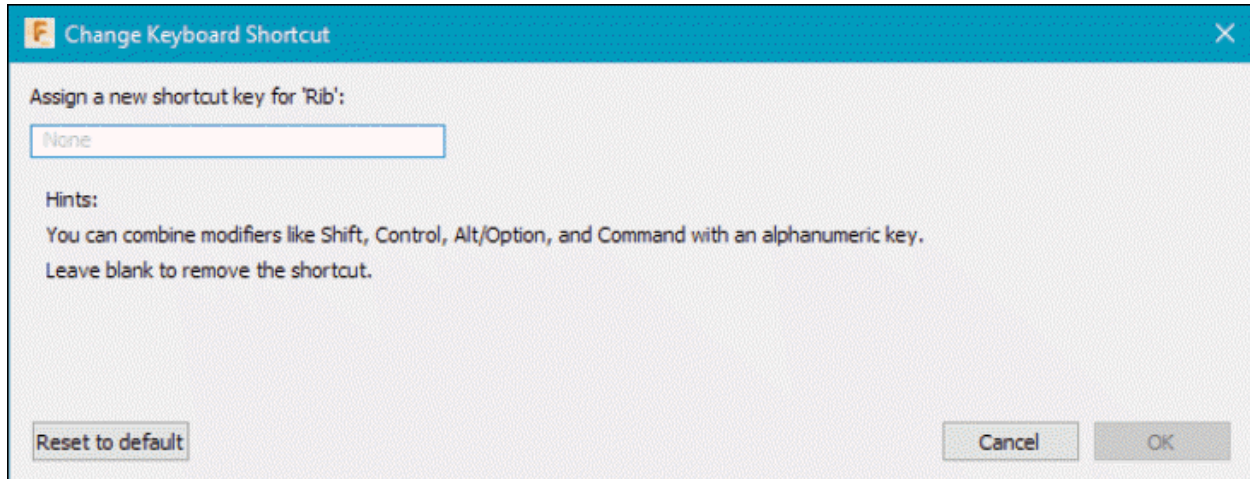 Change Keyboard Shortcut
Assign a new shortcut key for 'Rib':
None
Hints:
You can combine modifiers like Shift, Control, Alt/Option, and Command with an alphanumeric key.
Leave blank to remove the shortcut.
Reset to default
Cancel
OK